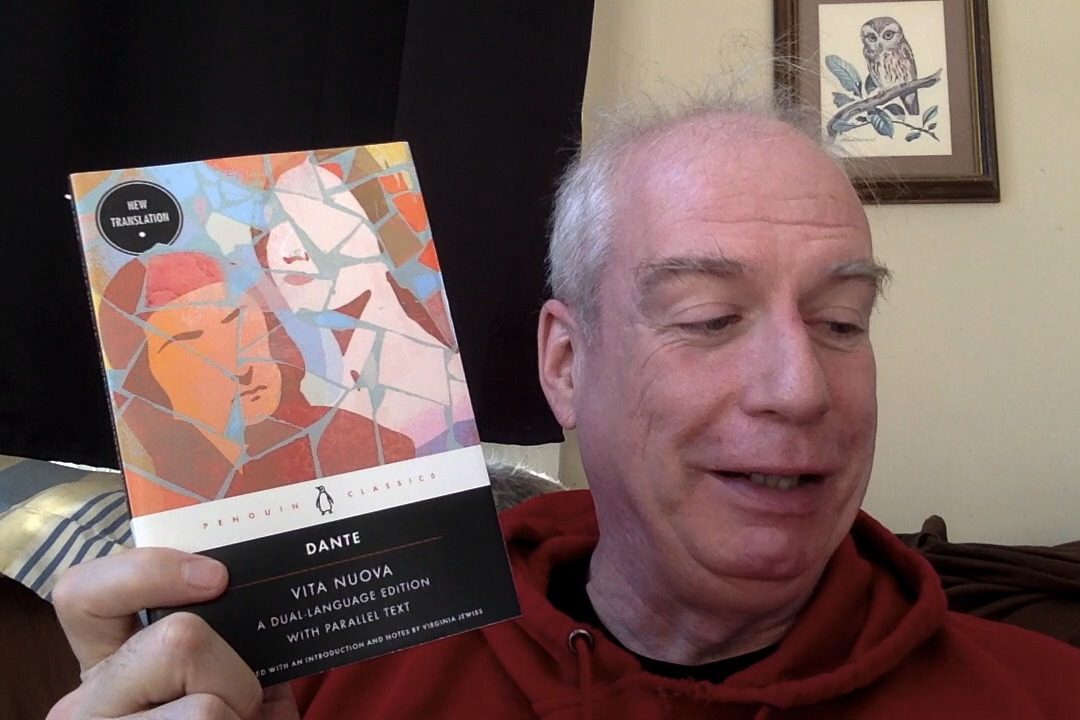 NEW
TRANSLATION
PENGUIN CLASSICS
DANTE
VITA NUOVA
A DUAL-LANGUAGE EDITION
WITH PARALLEL TEXT
WITH AN INTRODUCTION AND NOTES BY VIRGINIA JEWISS